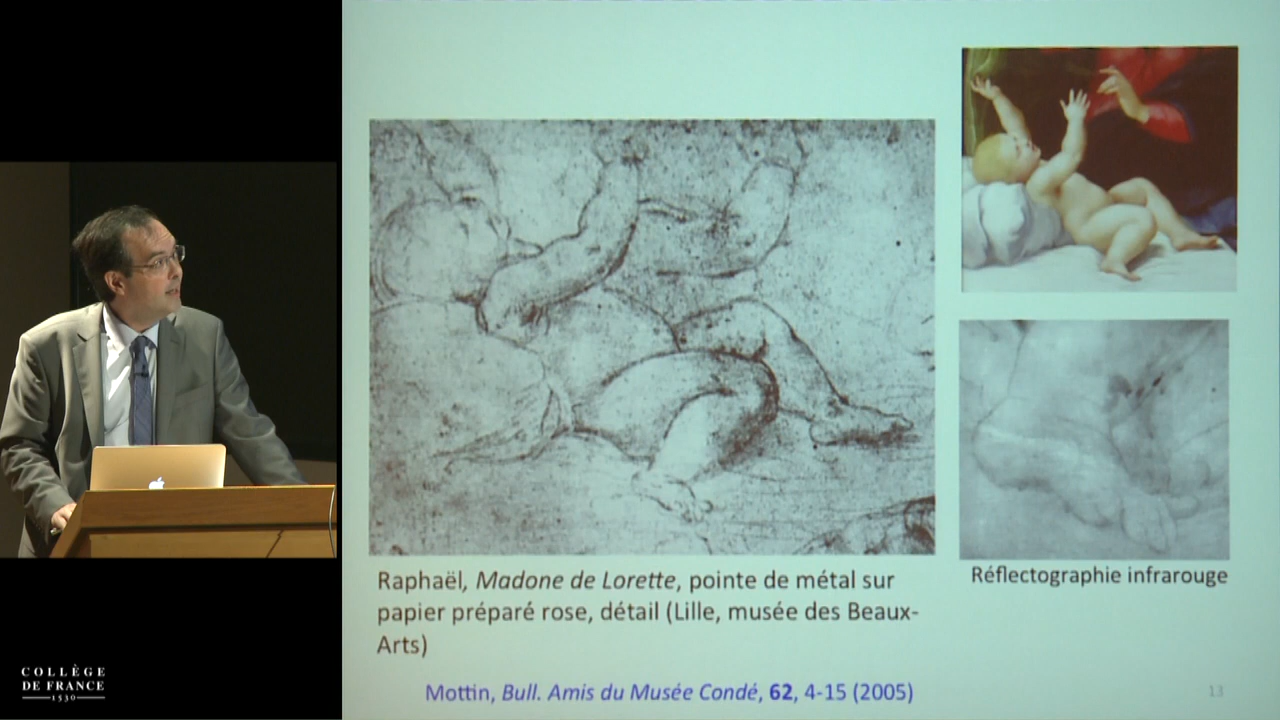 Raphaël, Madone de Lorette, pointe de métal sur
papier préparé rose, détail (Lille, musée des Beaux-
Arts)
Réflectographie infrarouge
Mottin, Bull. Amis du Musée Condé, 62, 4-15 (2005)
13
COLLÈGE
DE FRANCE
1530